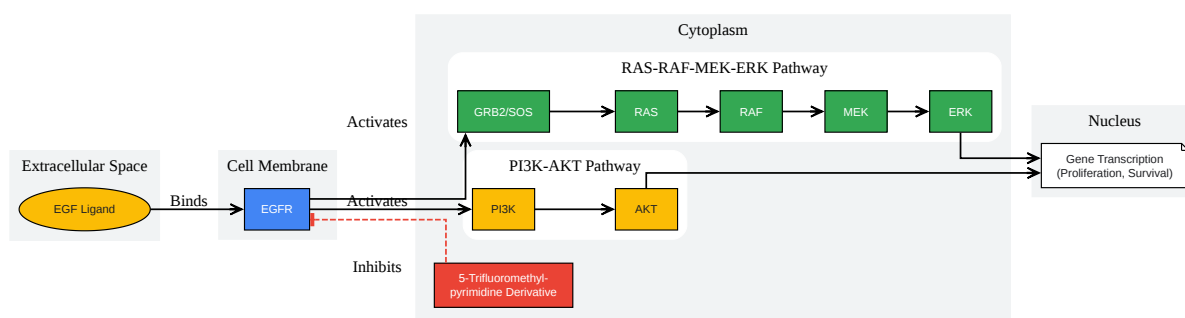 Cytoplasm
RAS-RAF-MEK-ERK Pathway
GRB2/SOS
RAS
RAF
MEK
ERK
Activates
Nucleus
Gene Transcription
(Proliferation, Survival)
Extracellular Space
Cell Membrane
PI3K-AKT Pathway
EGF Ligand
Binds
EGFR
Activates
PI3K
AKT
Inhibits
5-Trifluoromethyl-
pyrimidine Derivative